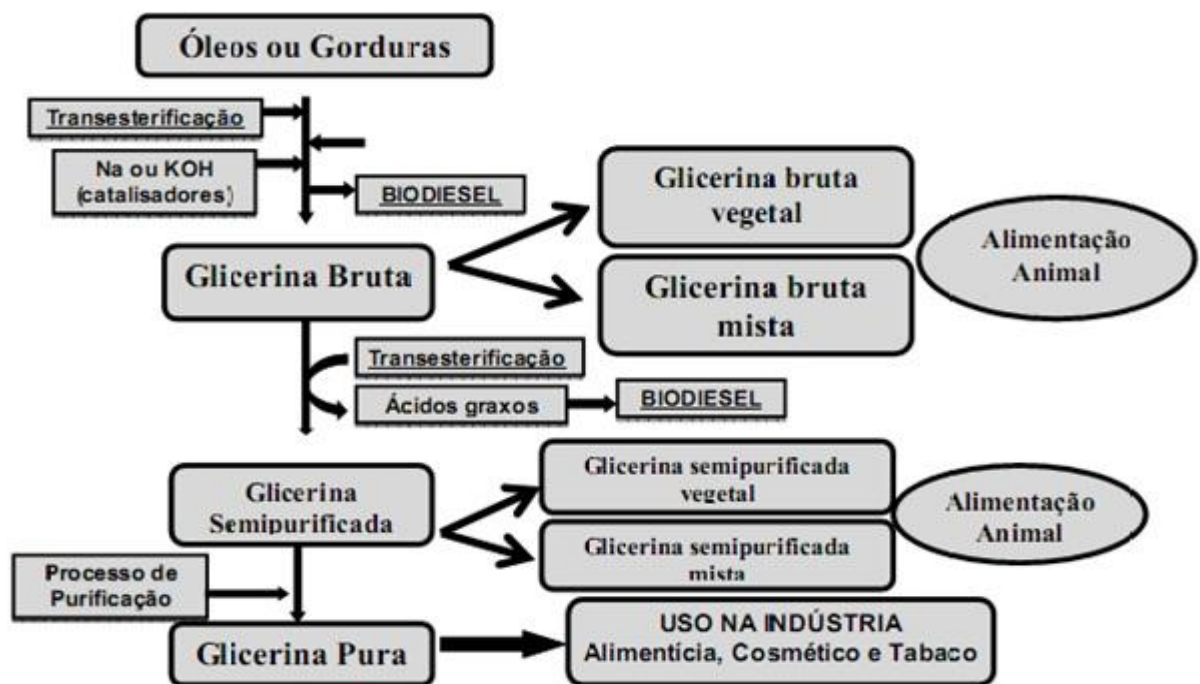 Óleos ou Gorduras
Transesterificação
Na ou KOH
(catalisadores)
BIODIESEL
Glicerina bruta
vegetal
Alimentação
Animal
Glicerina Bruta
Glicerina bruta
mista
Transesterificação
Ácidos graxos
BIODIESEL
Glicerina
Semipurificada
Glicerina semipurificada
vegetal
Glicerina semipurificada
mista
Alimentação
Animal
Processo de
Purificação
Glicerina Pura
USO NA INDÚSTRIA
Alimentícia, Cosmético e Tabaco